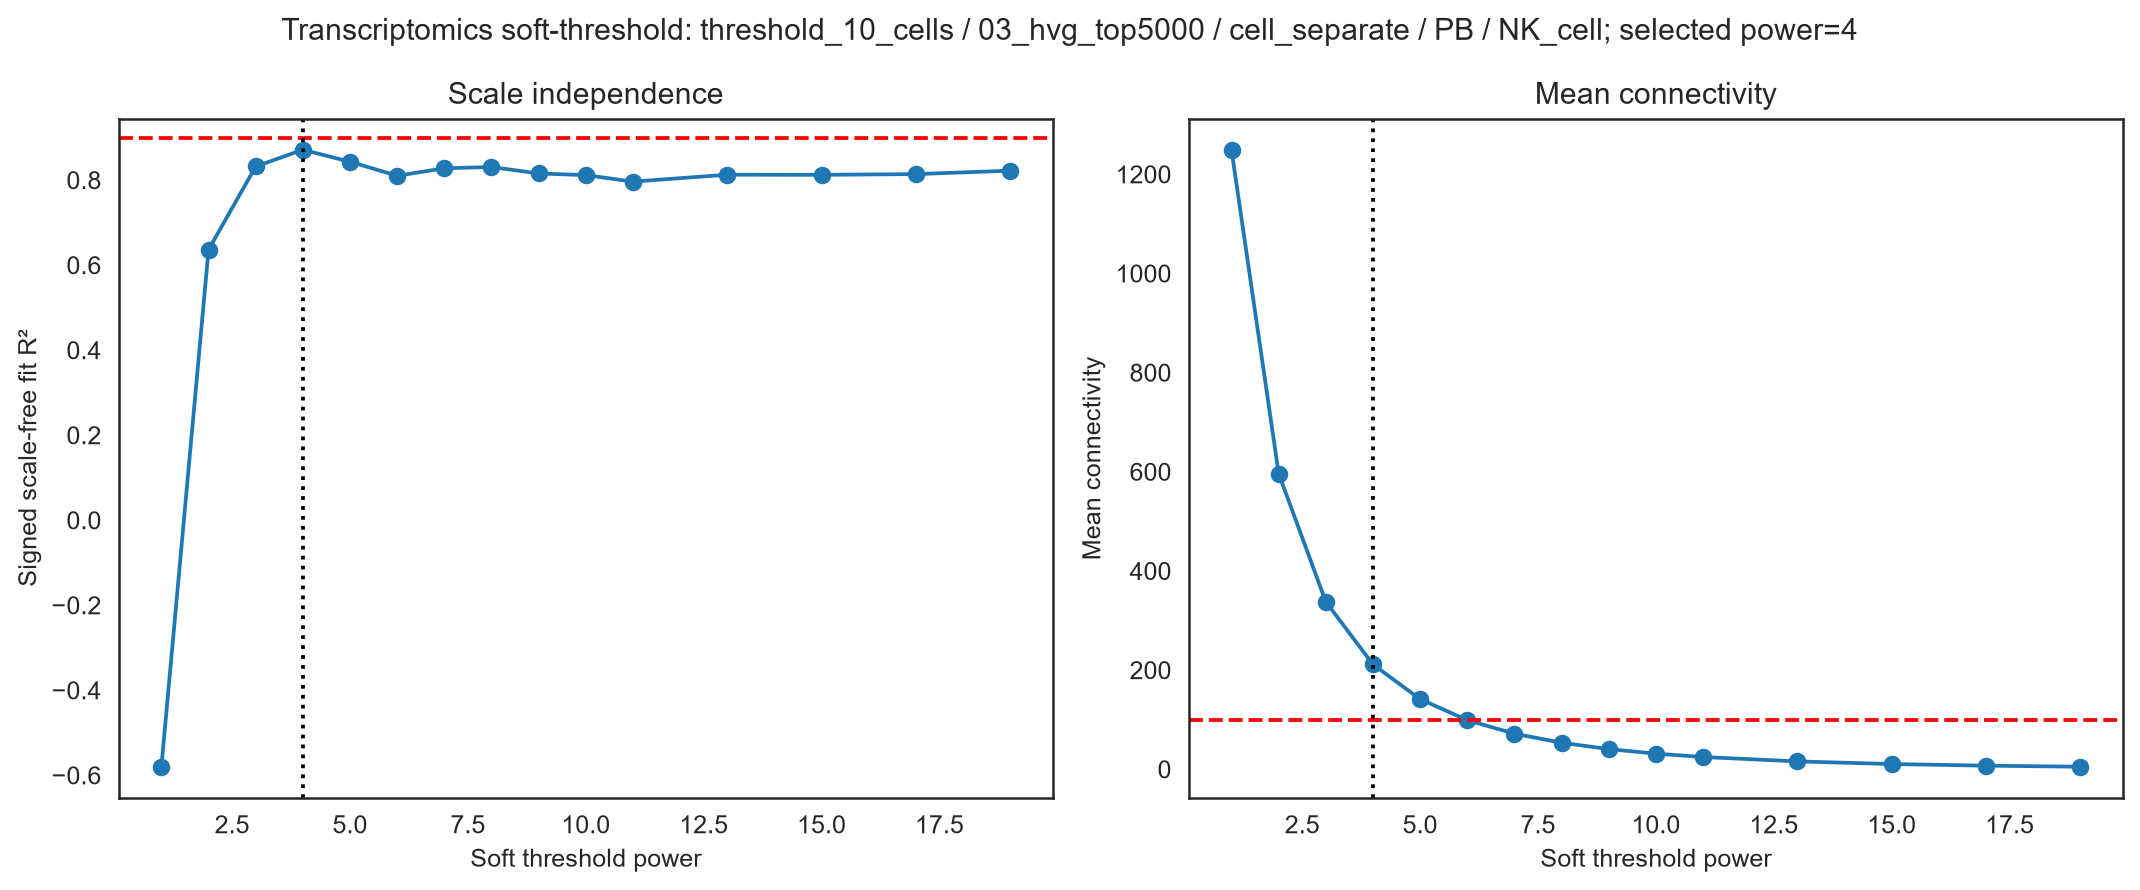 Transcriptomics soft-threshold: threshold_10_cells / 03_hvg_top5000 / cell_separate / PB / NK_cell; selected power=4
Scale independence
Signed scale-free fit R²
0.8
0.6
0.4
0.2
0.0
−0.2
−0.4
−0.6
2.5 5.0 7.5 10.0 12.5 15.0 17.5
Soft threshold power
Mean connectivity
Mean connectivity
1200
1000
800
600
400
200
0
2.5 5.0 7.5 10.0 12.5 15.0 17.5
Soft threshold power